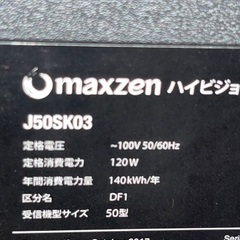 maxzen ハイビジョ
J50SK03
定格電圧 ~100V 50/60Hz
定格消費電力 120W
年間消費電力量 140kWh/年
区分名 DF1
受信機型サイズ 50型